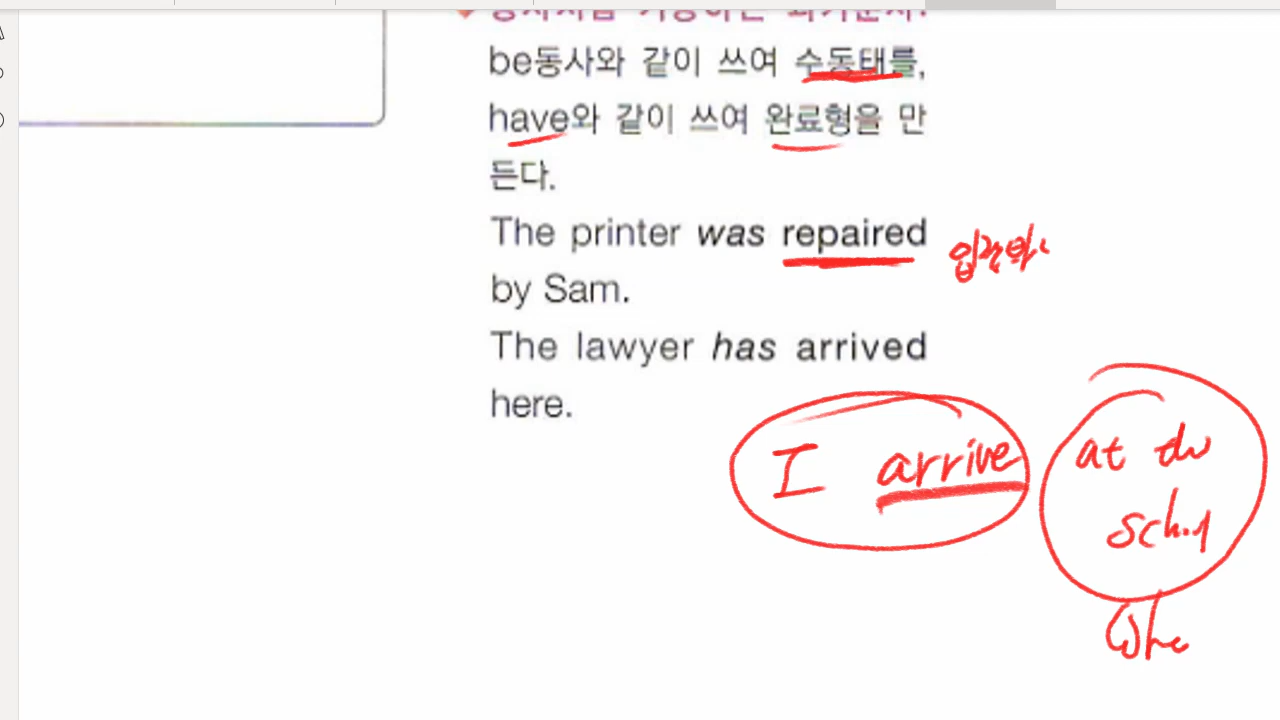 be동사와 같이 쓰여 수동태를,
have와 같이 쓰여 완료형을 만
든다.
The printer was repaired
by Sam.
The lawyer has arrived
here.
I arrive at